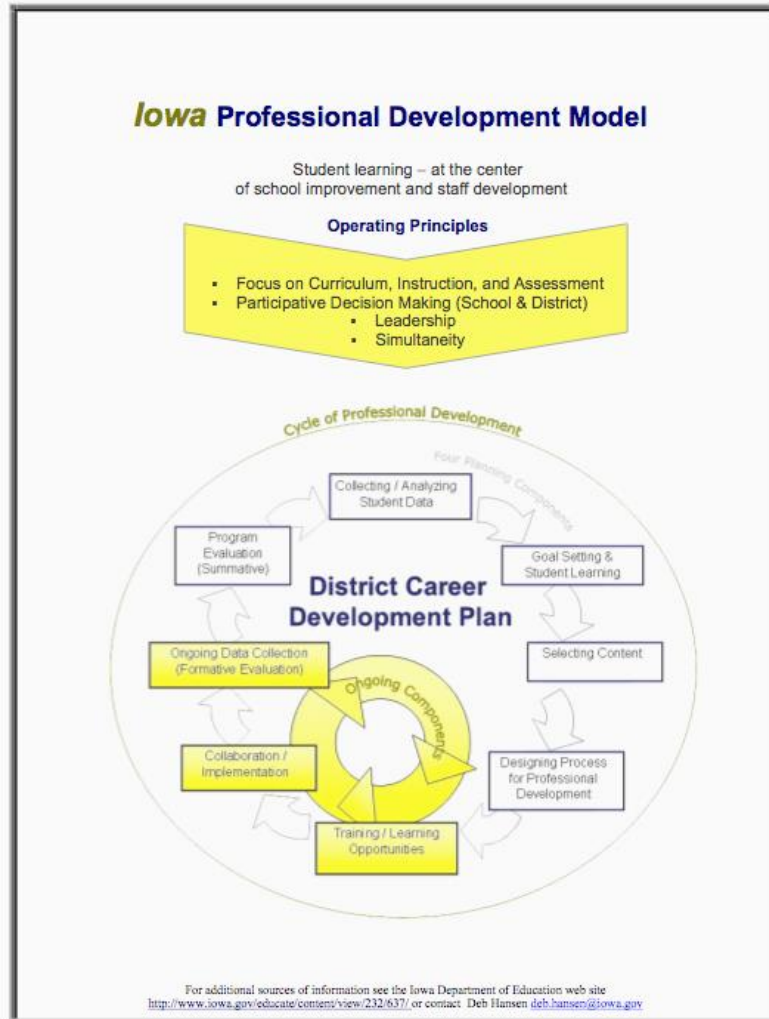 Iowa Professional Development Model
Student learning – at the center
of school improvement and staff development
Operating Principles
▪ Focus on Curriculum, Instruction, and Assessment
▪ Participative Decision Making (School & District)
▪ Leadership
▪ Simultaneity
Cycle of Professional Development
Four Planning Components
Collecting / Analyzing
Student Data
Goal Setting &
Student Learning
Selecting Content
Designing Process
for Professional
Development
Training / Learning
Opportunities
Collaboration /
Implementation
Ongoing Data Collection
(Formative Evaluation)
Program
Evaluation
(Summative)
District Career
Development Plan
Ongoing Components
For additional sources of information see the Iowa Department of Education web site
http://www.iowa.gov/educate/content/view/232/637/ or contact Deb Hansen deb.hansen@iowa.gov